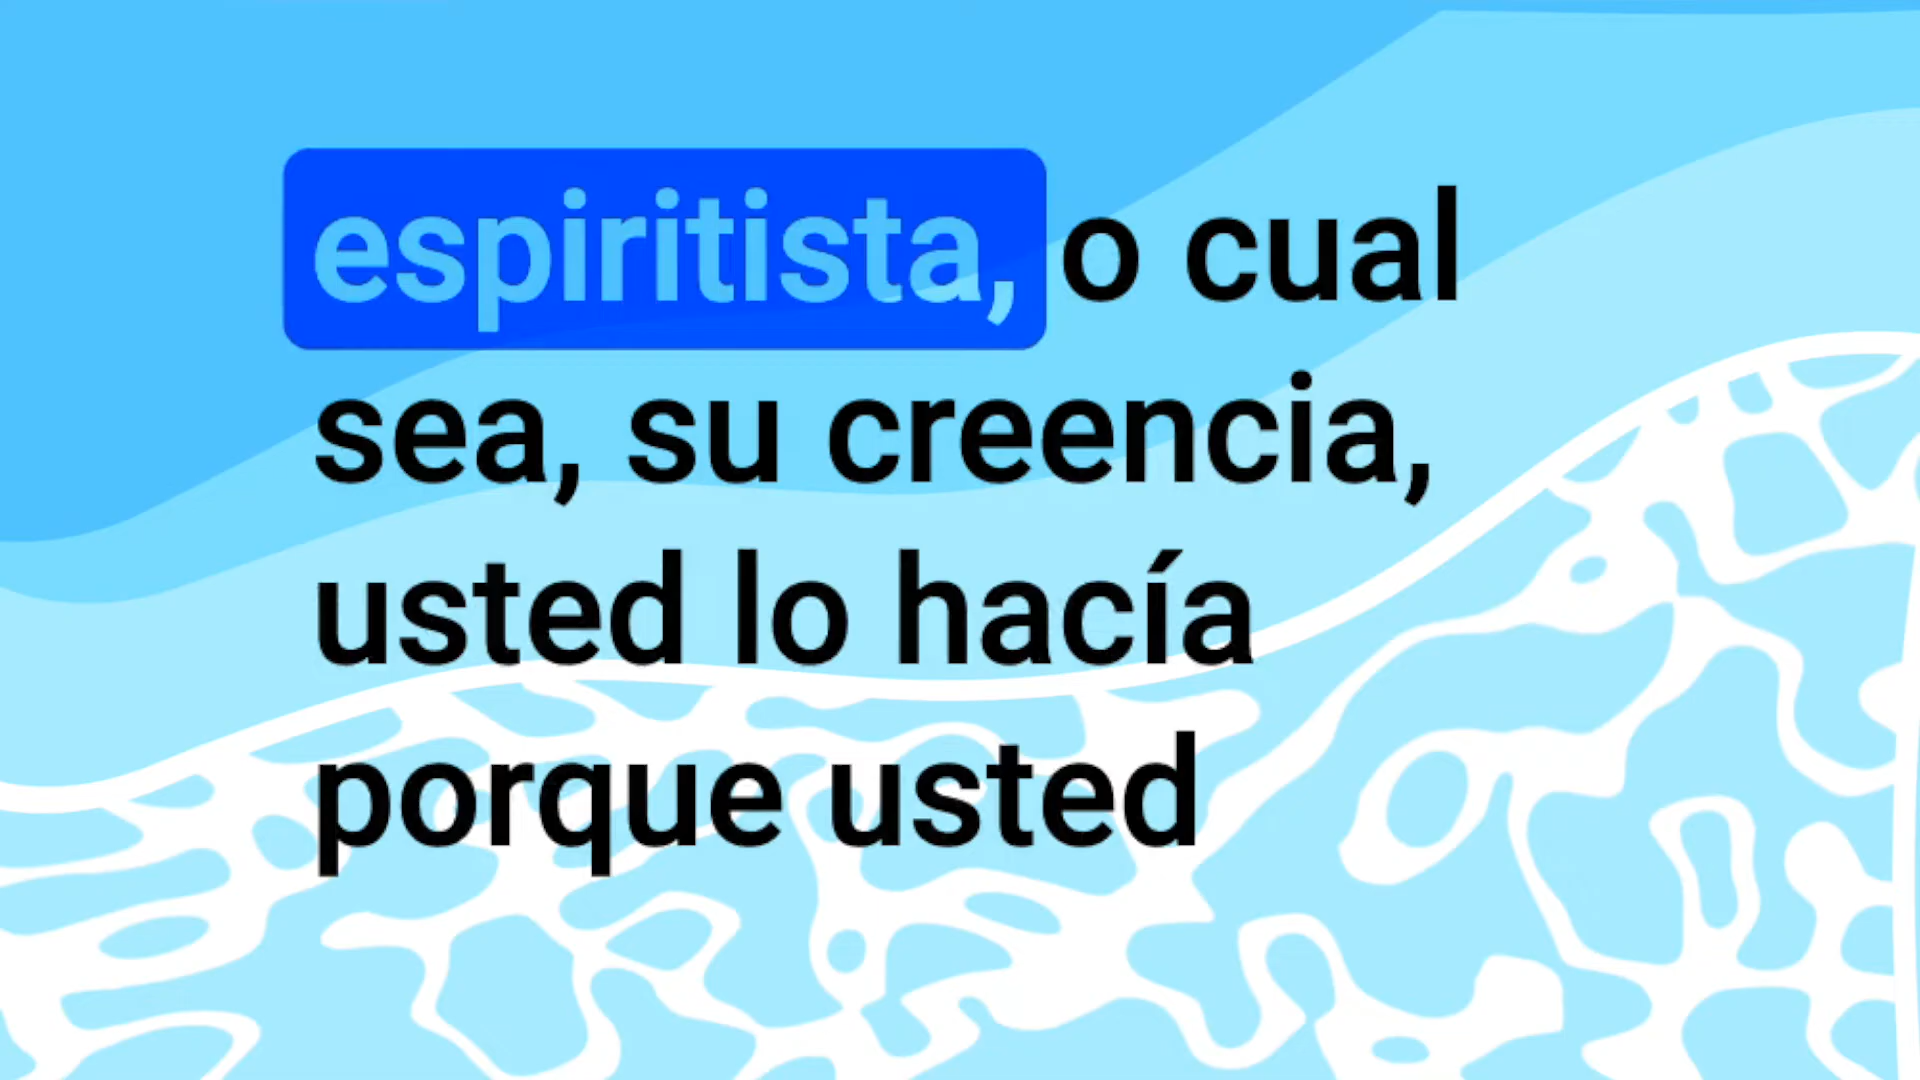 espiritista, o cual
sea, su creencia,
usted lo hacía
porque usted